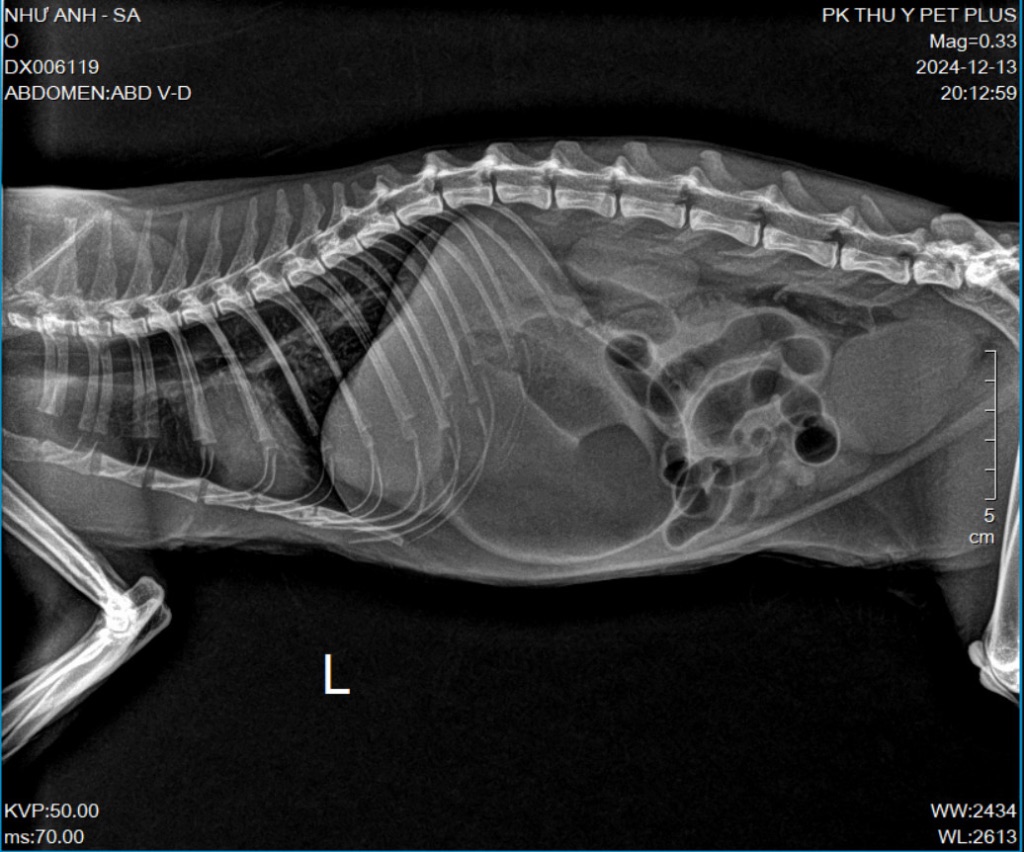 NHƯ ANH - SA
O
DX006119
ABDOMEN:ABD V-D
PK THU Y PET PLUS
Mag=0.33
2024-12-13
20:12:59
5
cm
L
KVP:50.00
ms:70.00
WW:2434
WL:2613